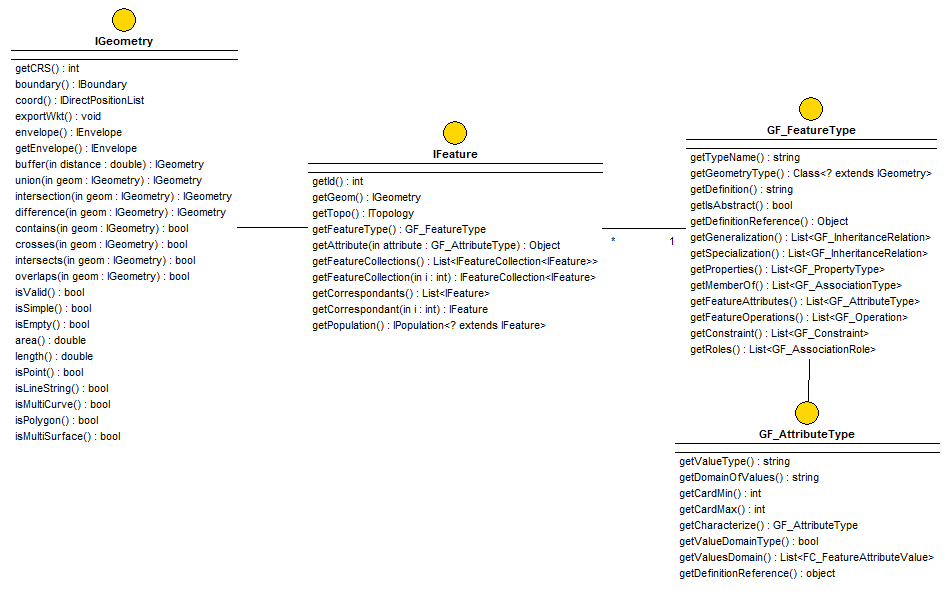 IGeometry
getCRS() : int
boundary() : IBoundary
coord() : IDirectPositionList
exportWkt() : void
envelope() : IEnvelope
getEnvelope() : IEnvelope
buffer(in distance : double) : IGeometry
union(in geom : IGeometry) : IGeometry
intersection(in geom : IGeometry) : IGeometry
difference(in geom : IGeometry) : IGeometry
contains(in geom : IGeometry) : bool
crosses(in geom : IGeometry) : bool
intersects(in geom : IGeometry) : bool
overlaps(in geom : IGeometry) : bool
isValid() : bool
isSimple() : bool
isEmpty() : bool
area() : double
length() : double
isPoint() : bool
isLineString() : bool
isMultiCurve() : bool
isPolygon() : bool
isMultiSurface() : bool
IFeature
getId() : int
getGeom() : IGeometry
getTopo() : ITopology
getFeatureType() : GF_FeatureType
getAttribute(in attribute : GF_AttributeType) : Object
getFeatureCollections() : List<IFeatureCollection<IFeature>>
getFeatureCollection(in i : int) : IFeatureCollection<IFeature>
getCorrespondants() : List<IFeature>
getCorrespondant(in i : int) : IFeature
getPopulation() : IPopulation<? extends IFeature>
* 1
GF_FeatureType
getTypeName() : string
getGeometryType() : Class<? extends IGeometry>
getDefinition() : string
getIsAbstract() : bool
getDefinitionReference() : Object
getGeneralization() : List<GF_InheritanceRelation>
getSpecialization() : List<GF_InheritanceRelation>
getProperties() : List<GF_PropertyType>
getMemberOf() : List<GF_AssociationType>
getFeatureAttributes() : List<GF_AttributeType>
getFeatureOperations() : List<GF_Operation>
getConstraint() : List<GF_Constraint>
getRoles() : List<GF_AssociationRole>
GF_AttributeType
getValueType() : string
getDomainOfValues() : string
getCardMin() : int
getCardMax() : int
getCharacterize() : GF_AttributeType
getValueDomainType() : bool
getValuesDomain() : List<FC_FeatureAttributeValue>
getDefinitionReference() : object